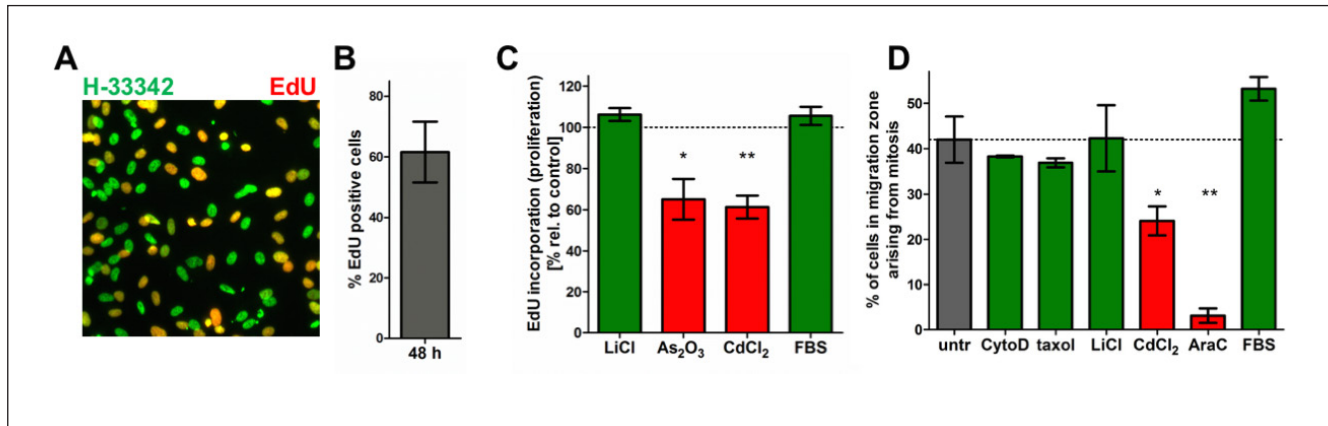 A
H-33342 EdU
B
% EdU positive cells
80
60
40
20
0
48 h
C
EdU incorporation (proliferation)
[% rel. to control]
120
100
80
60
40
20
0
*
**
LiCl As₂O₃ CdCl₂ FBS
D
% of cells in migration zone
arising from mitosis
50
40
30
20
10
0
*
**
untr CytoD taxol LiCl CdCl₂ AraC FBS